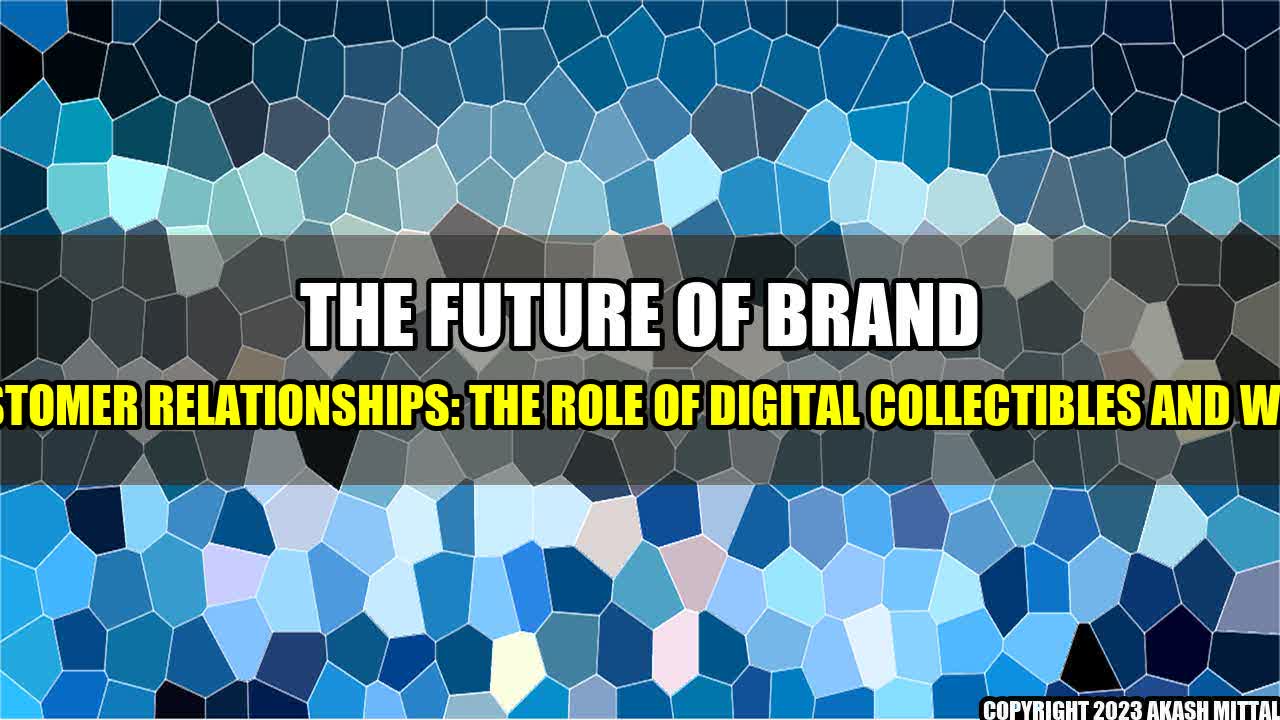 THE FUTURE OF BRAND
STOMER RELATIONSHIPS: THE ROLE OF DIGITAL COLLECTIBLES AND W
COPYRIGHT 2023 AKASH MITTAL